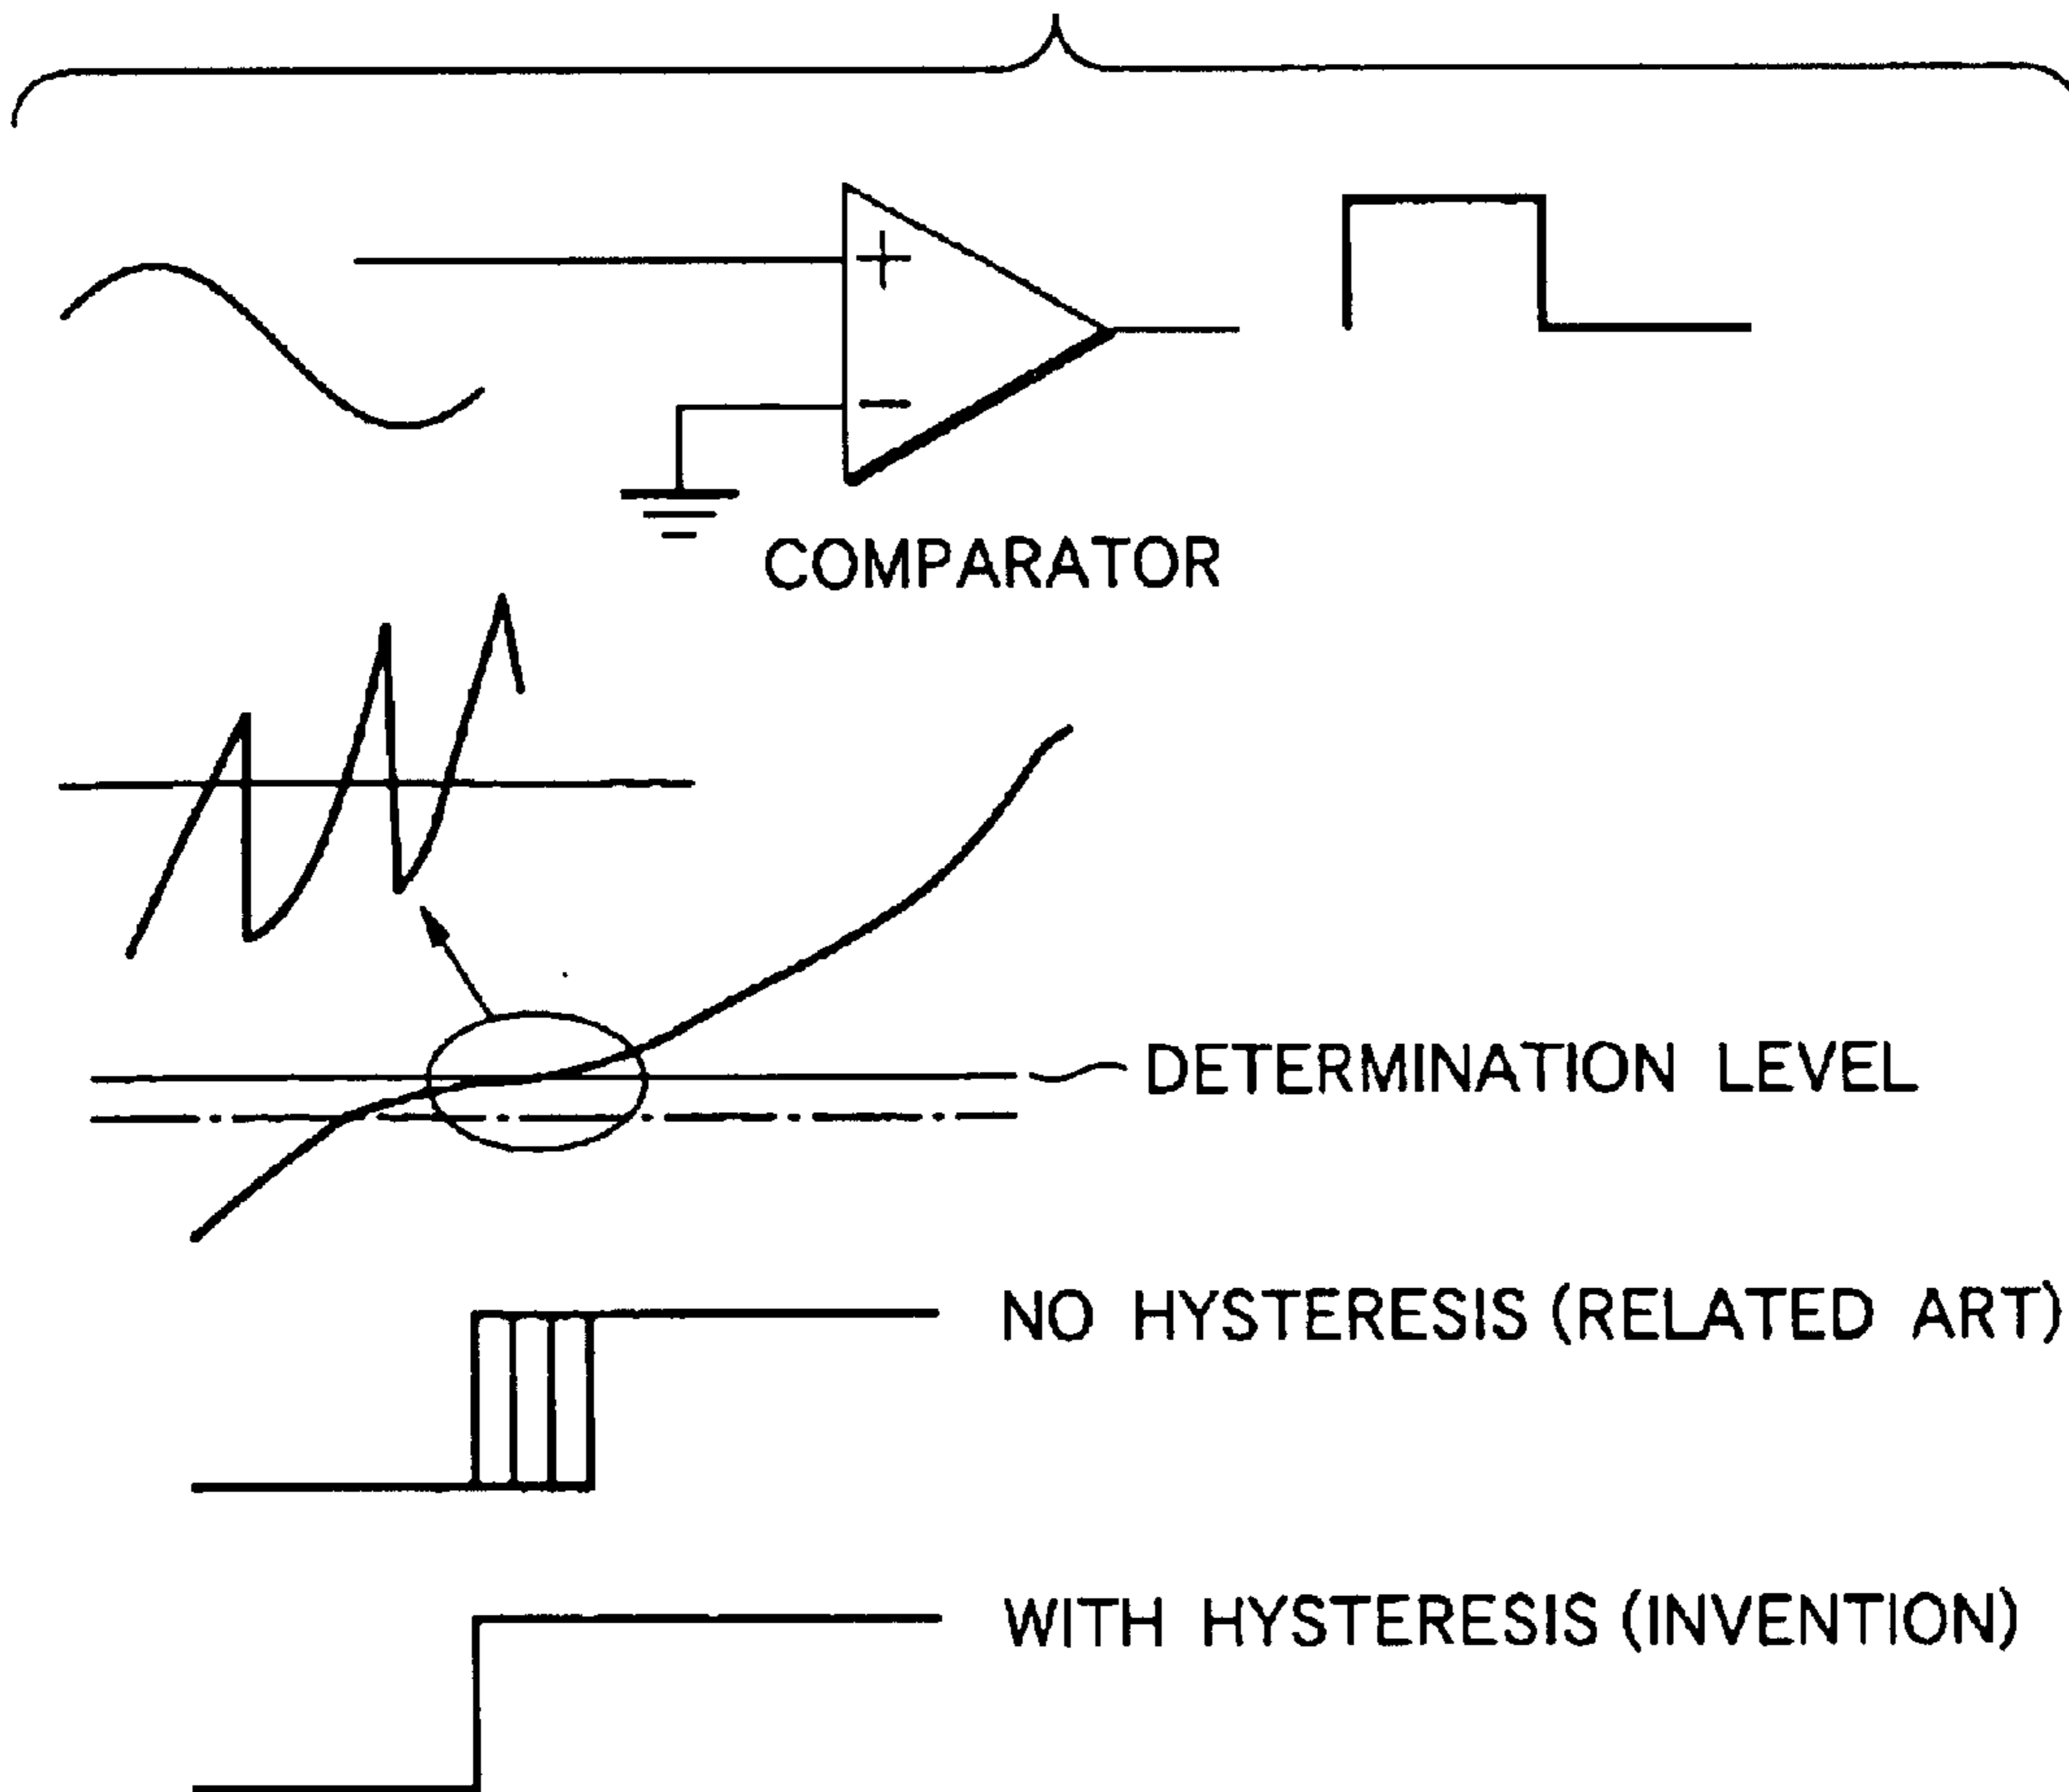 +
−
COMPARATOR
DETERMINATION LEVEL
NO HYSTERESIS (RELATED ART)
WITH HYSTERESIS (INVENTION)